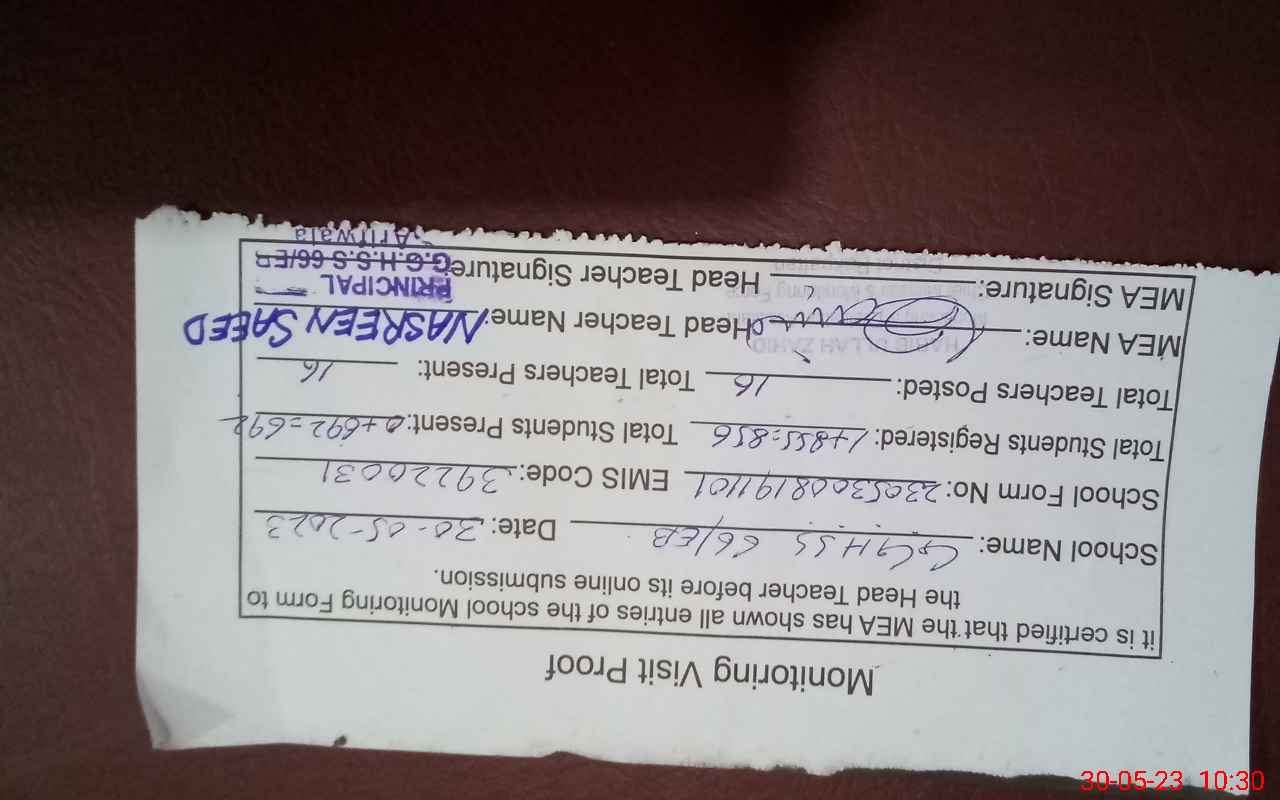 Monitoring Visit Proof
it is certified that the MEA has shown all entries of the school Monitoring Form to
the Head Teacher before its online submission.
School Name: GGHSS 66/EB Date: 30-05-2023
School Form No: 23053008191101 EMIS Code: 39220031
Total Students Registered: 1+855=856 Total Students Present: 0+692=692
Total Teachers Posted: 16 Total Teachers Present: 16
MEA Name: HABIB ULLAH ZAHID Head Teacher Name: NASREEN SAEED
MEA Signature: Head Teacher Signature:
PRINCIPAL
G.G.H.S.S 66/EB
Arifwala
30-05-23 10:30